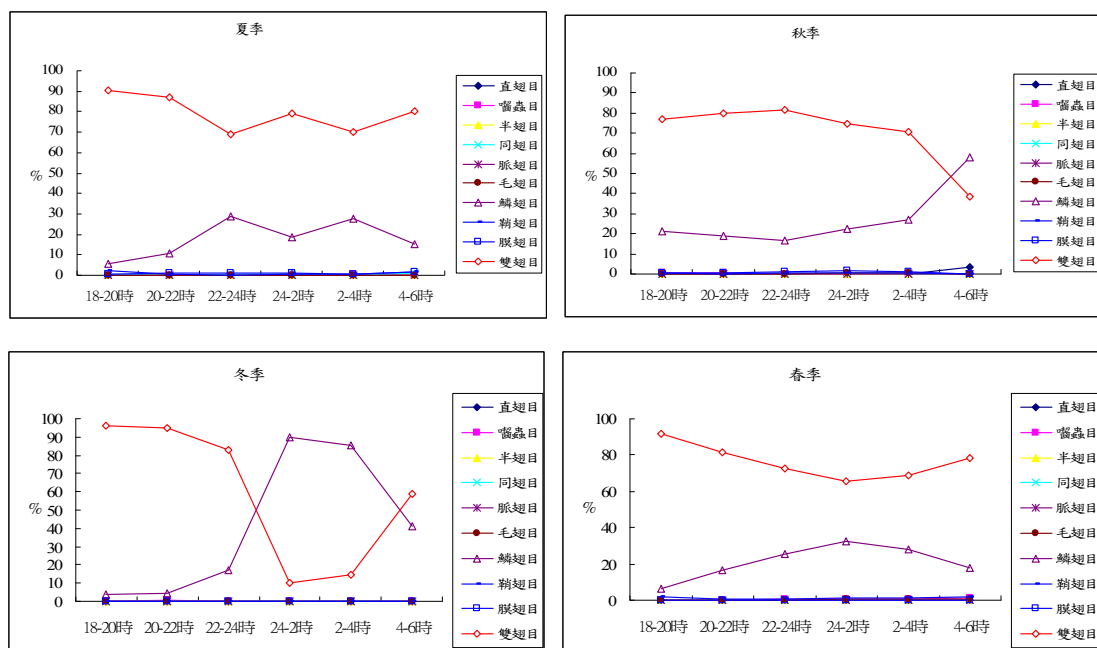 夏季
100
90
80
70
60
50
40
30
20
10
0
%
18-20時 20-22時 22-24時 24-2時 2-4時 4-6時
直翅目
囓蟲目
半翅目
同翅目
脈翅目
毛翅目
鱗翅目
鞘翅目
膜翅目
雙翅目
秋季
100
90
80
70
60
50
40
30
20
10
0
%
18-20時 20-22時 22-24時 24-2時 2-4時 4-6時
直翅目
囓蟲目
半翅目
同翅目
脈翅目
毛翅目
鱗翅目
鞘翅目
膜翅目
雙翅目
冬季
100
90
80
70
60
50
40
30
20
10
0
%
18-20時 20-22時 22-24時 24-2時 2-4時 4-6時
直翅目
囓蟲目
半翅目
同翅目
脈翅目
毛翅目
鱗翅目
鞘翅目
膜翅目
雙翅目
春季
100
80
60
40
20
0
%
18-20時 20-22時 22-24時 24-2時 2-4時 4-6時
直翅目
囓蟲目
半翅目
同翅目
脈翅目
毛翅目
鱗翅目
鞘翅目
膜翅目
雙翅目